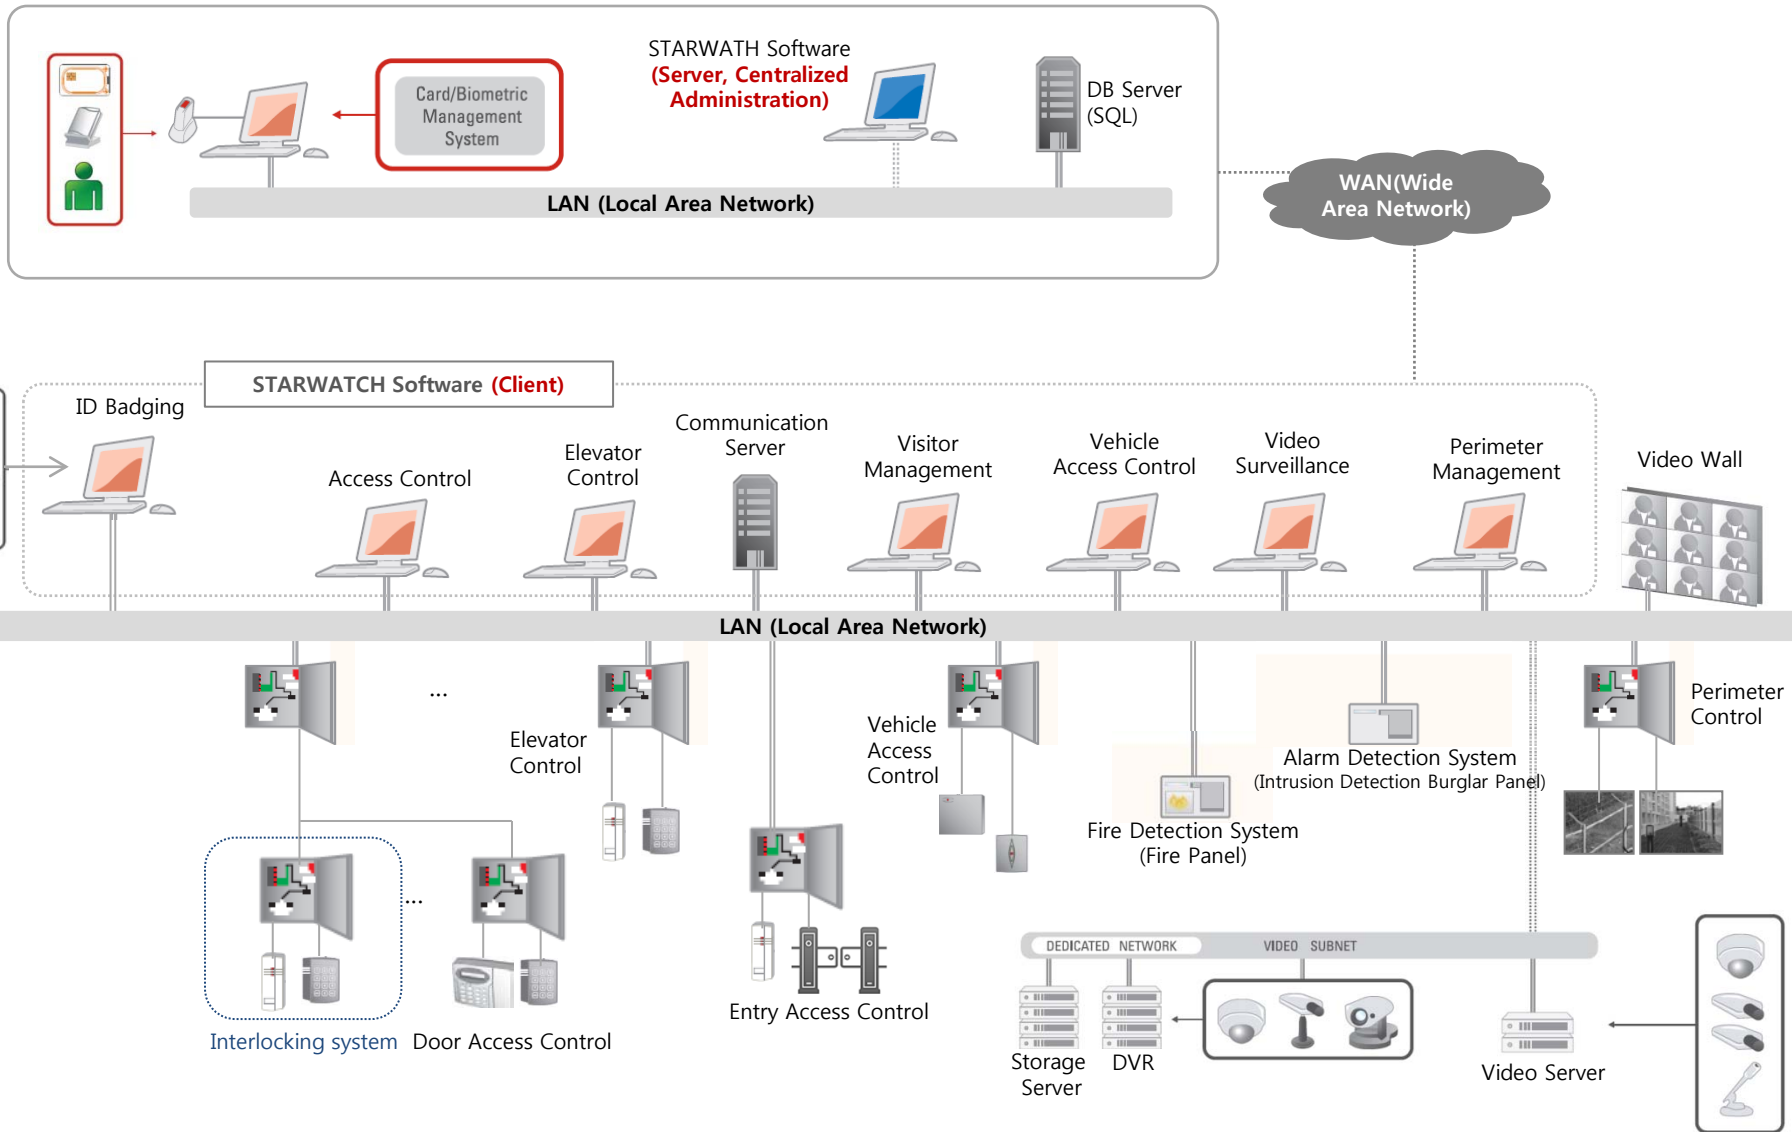 STARWATH Software
(Server, Centralized
Administration)
Card/Biometric
Management
System
DB Server
(SQL)
LAN (Local Area Network)
WAN(Wide
Area Network)
STARWATCH Software (Client)
ID Badging
Access Control
Elevator
Control
Communication
Server
Visitor
Management
Vehicle
Access Control
Video
Surveillance
Perimeter
Management
Video Wall
LAN (Local Area Network)
...
Elevator
Control
Vehicle
Access
Control
Perimeter
Control
Alarm Detection System
(Intrusion Detection Burglar Panel)
Fire Detection System
(Fire Panel)
...
Interlocking system
Door Access Control
Entry Access Control
DEDICATED NETWORK
VIDEO SUBNET
Storage
Server
DVR
Video Server